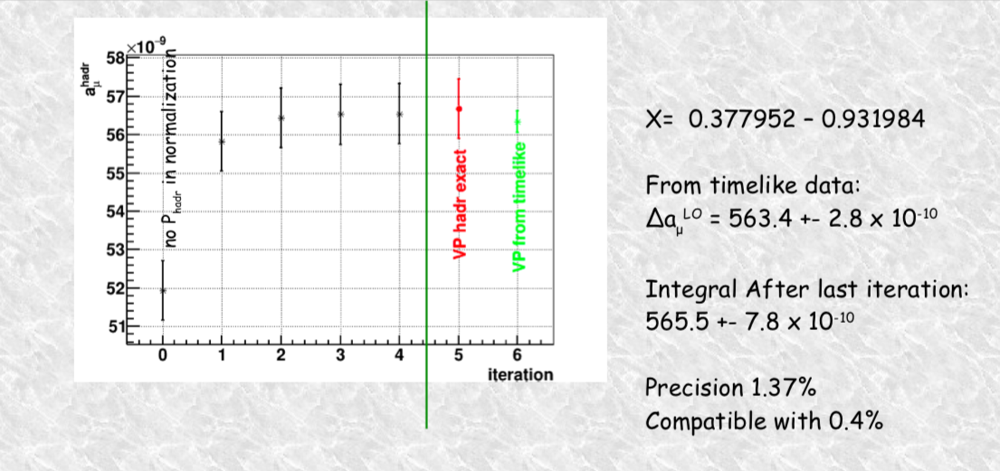 ×10⁻⁹
a_μ^hadr
58
57
56
55
54
53
52
51
no P_hadr in normalization
VP hadr exact
VP from timelike
0 1 2 3 4 5 6
iteration
X= 0.377952 – 0.931984
From timelike data:
Δa_μ^LO = 563.4 +- 2.8 x 10⁻¹⁰
Integral After last iteration:
565.5 +- 7.8 x 10⁻¹⁰
Precision 1.37%
Compatible with 0.4%